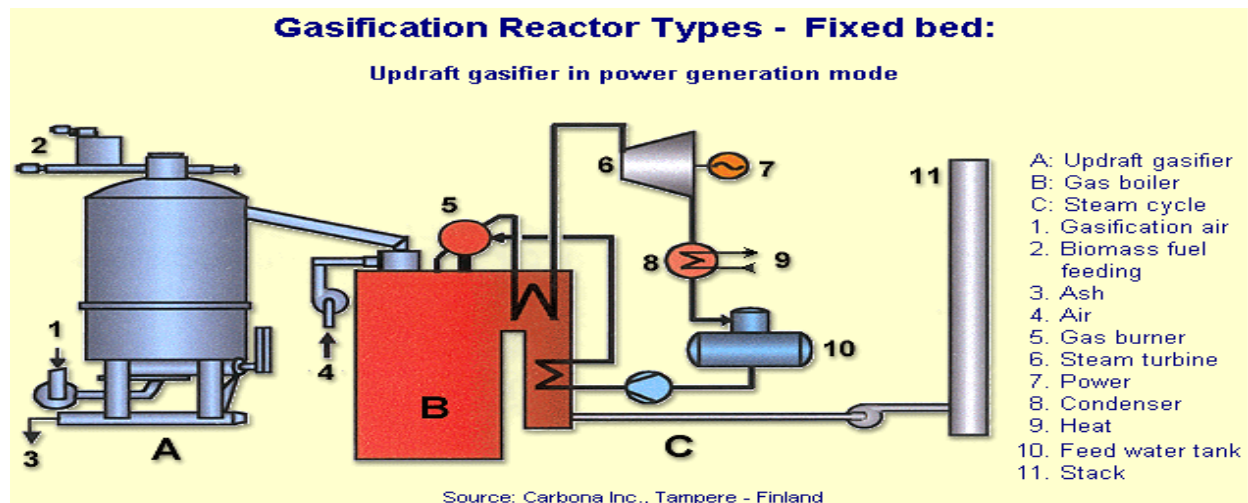 Gasification Reactor Types - Fixed bed:
Updraft gasifier in power generation mode
2
6
7
11
5
8
9
1
4
10
B
3
A
C
A: Updraft gasifier
B: Gas boiler
C: Steam cycle
1. Gasification air
2. Biomass fuel
feeding
3. Ash
4. Air
5. Gas burner
6. Steam turbine
7. Power
8. Condenser
9. Heat
10. Feed water tank
11. Stack
Source: Carbona Inc., Tampere - Finland